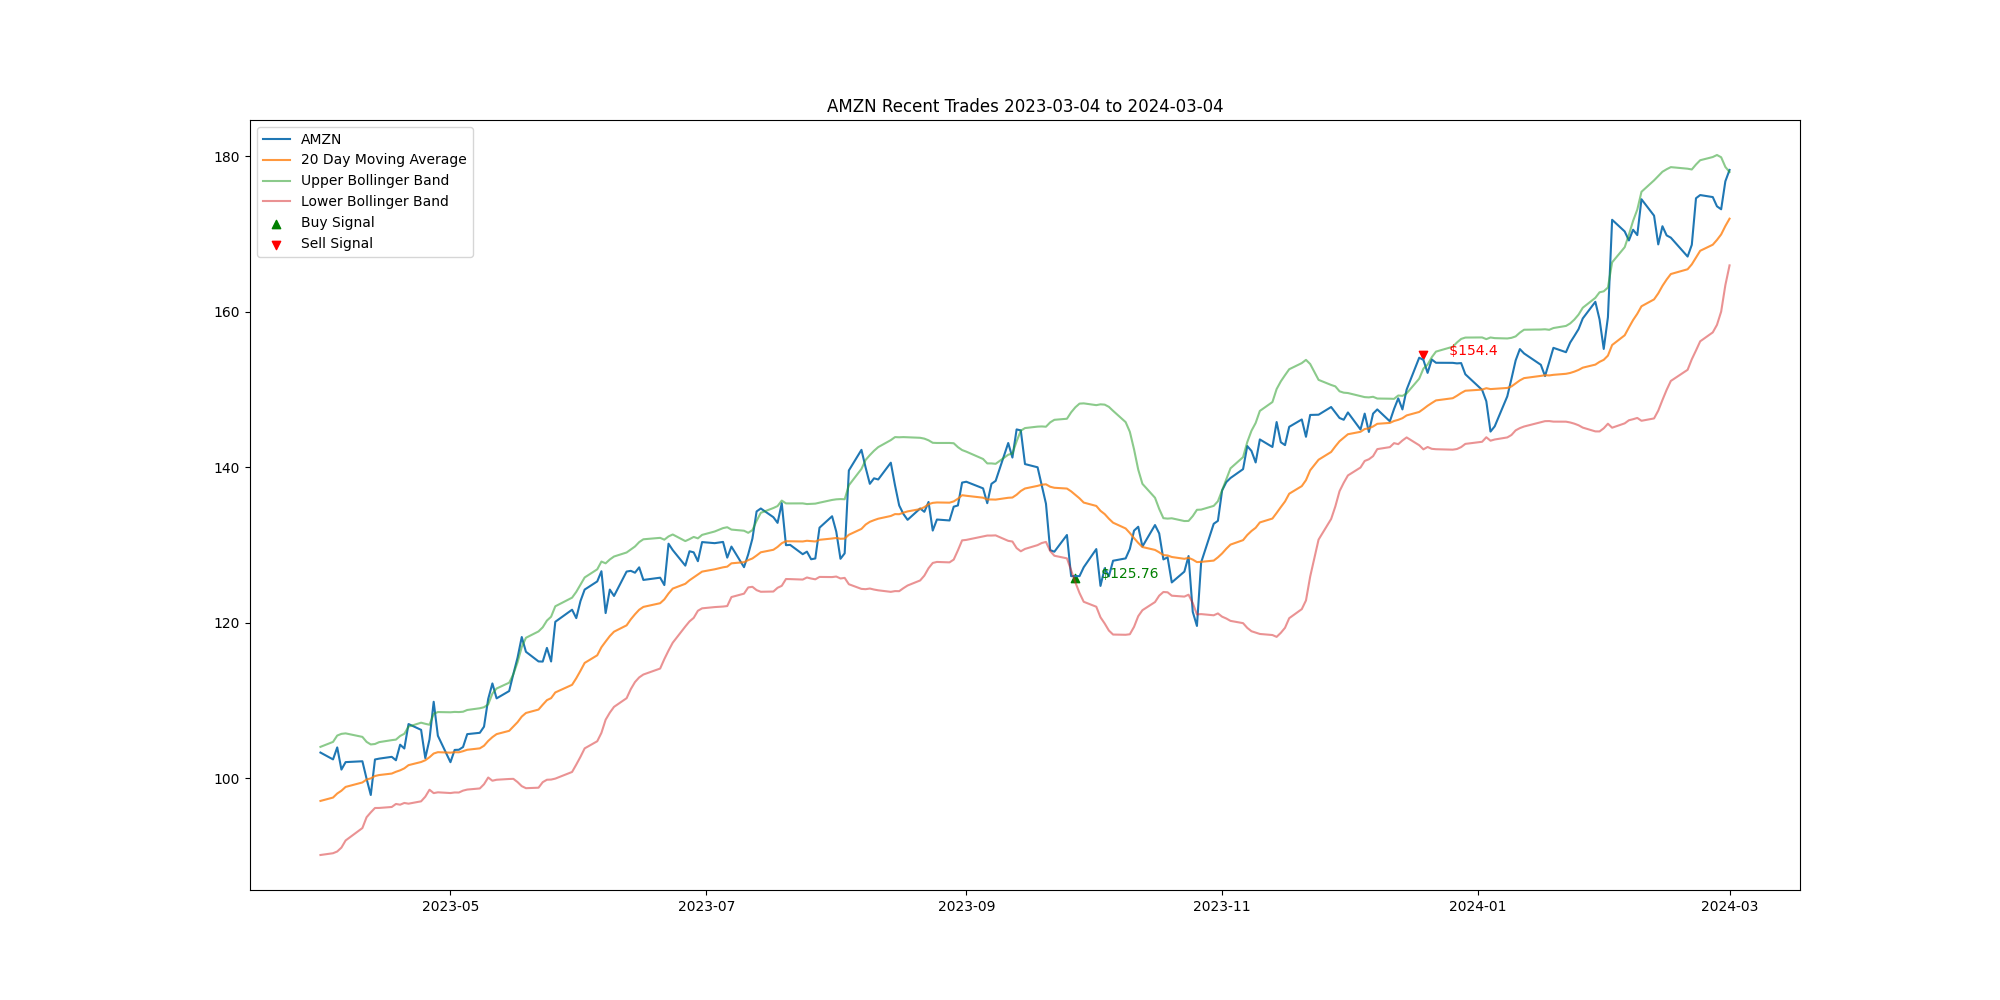 AMZN Recent Trades 2023-03-04 to 2024-03-04
AMZN
20 Day Moving Average
Upper Bollinger Band
Lower Bollinger Band
Buy Signal
Sell Signal
180
160
140
120
100
$154.4
$125.76
2023-05
2023-07
2023-09
2023-11
2024-01
2024-03